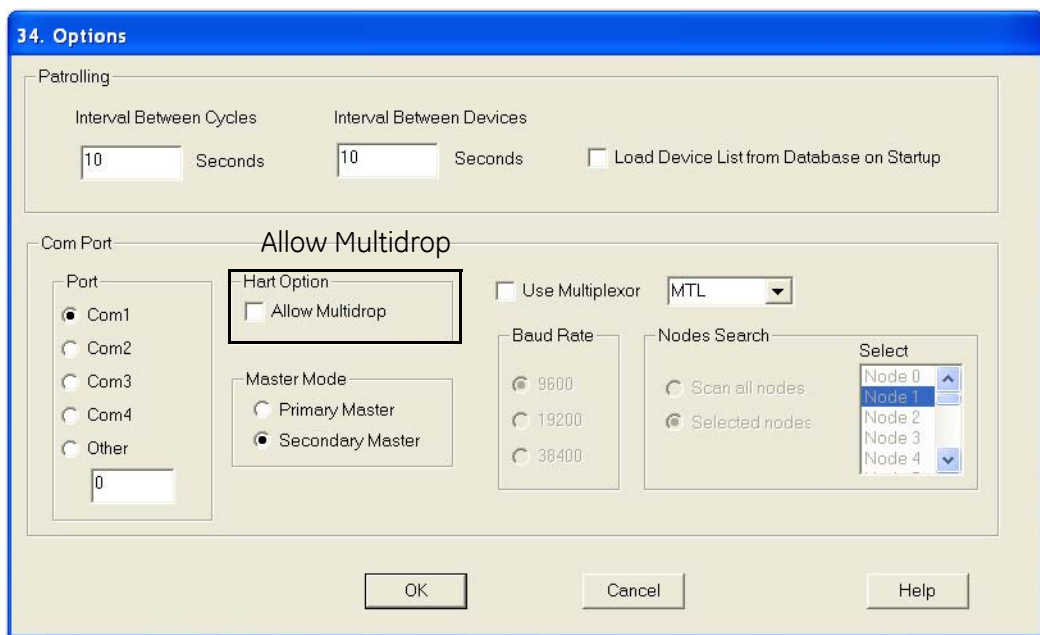 34. Options
Patrolling
Interval Between Cycles
10 Seconds
Interval Between Devices
10 Seconds
Load Device List from Database on Startup
Com Port
Allow Multidrop
Port
Com1
Com2
Com3
Com4
Other
0
Hart Option
Allow Multidrop
Master Mode
Primary Master
Secondary Master
Use Multiplexor MTL
Baud Rate
9600
19200
38400
Nodes Search
Scan all nodes
Selected nodes
Select
Node 0
Node 1
Node 2
Node 3
Node 4
OK
Cancel
Help